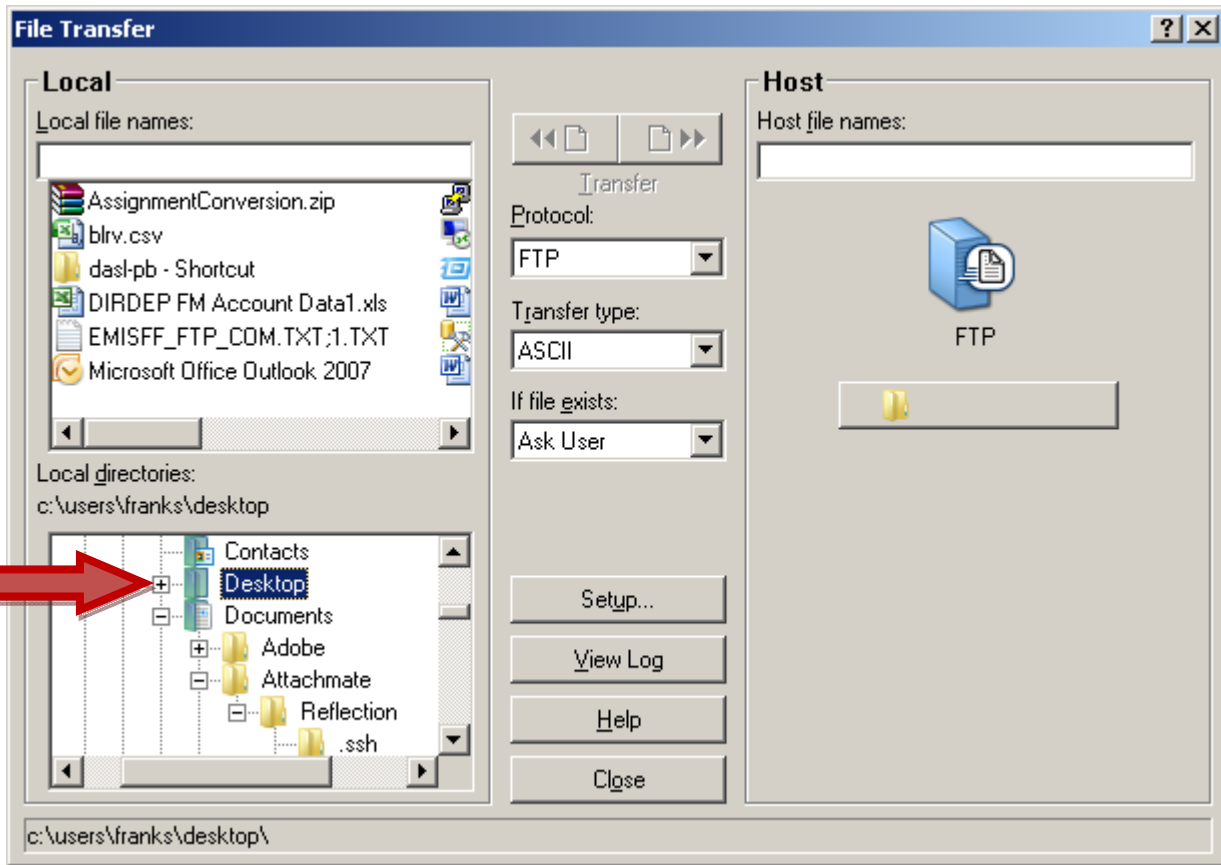 File Transfer
Local
Local file names:
AssignmentConversion.zip
blrv.csv
dasl-pb - Shortcut
DIRDEP FM Account Data1.xls
EMISFF_FTP_COM.TXT;1.TXT
Microsoft Office Outlook 2007
Local directories:
c:\users\franks\desktop
Contacts
Desktop
Documents
Adobe
Attachmate
Reflection
.ssh
Transfer
Protocol:
FTP
Transfer type:
ASCII
If file exists:
Ask User
Setup...
View Log
Help
Close
Host
Host file names:
FTP
c:\users\franks\desktop\